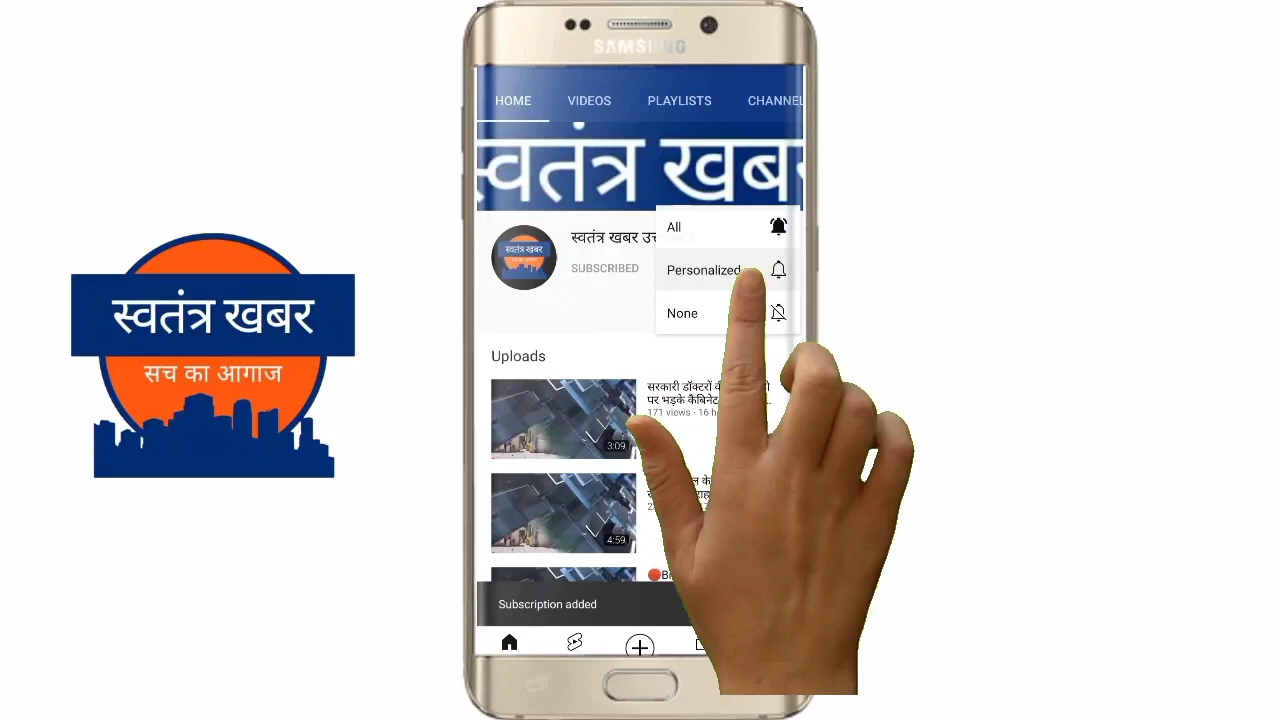 SAMSUNG
HOME VIDEOS PLAYLISTS CHANNEL
स्वतंत्र खबर
All
स्वतंत्र खबर
SUBSCRIBED
Personalized
None
स्वतंत्र खबर
सच का आगाज
Uploads
सरकारी डॉक्टरों
पर भड़के कैबिनेट
171 views · 16
3:09
4:59
Subscription added